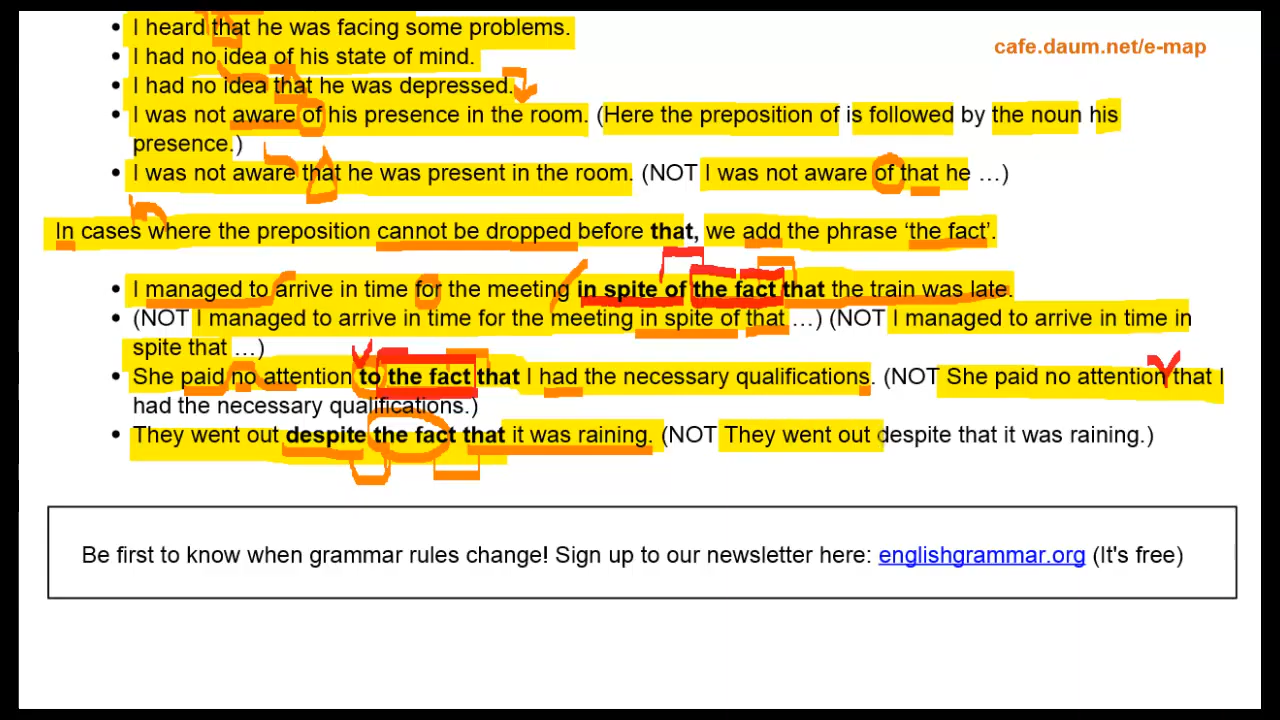 I heard that he was facing some problems.
cafe.daum.net/e-map
I had no idea of his state of mind.
I had no idea that he was depressed.
I was not aware of his presence in the room. (Here the preposition of is followed by the noun his
presence.)
I was not aware that he was present in the room. (NOT I was not aware of that he …)
In cases where the preposition cannot be dropped before that, we add the phrase ‘the fact’.
I managed to arrive in time for the meeting in spite of the fact that the train was late.
(NOT I managed to arrive in time for the meeting in spite of that …) (NOT I managed to arrive in time in
spite that …)
She paid no attention to the fact that I had the necessary qualifications. (NOT She paid no attention that I
had the necessary qualifications.)
They went out despite the fact that it was raining. (NOT They went out despite that it was raining.)
Be first to know when grammar rules change! Sign up to our newsletter here: englishgrammar.org (It's free)